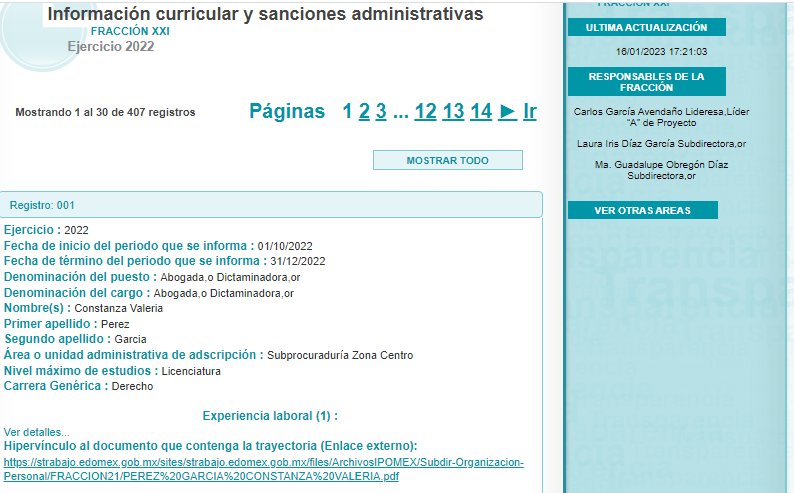 Información curricular y sanciones administrativas
FRACCIÓN XXI
Ejercicio 2022
Mostrando 1 al 30 de 407 registros
Páginas 1 2 3 ... 12 13 14 ► Ir
MOSTRAR TODO
Registro: 001
Ejercicio : 2022
Fecha de inicio del periodo que se informa : 01/10/2022
Fecha de término del periodo que se informa : 31/12/2022
Denominación del puesto : Abogada,o Dictaminadora,or
Denominación del cargo : Abogada,o Dictaminadora,or
Nombre(s) : Constanza Valeria
Primer apellido : Perez
Segundo apellido : Garcia
Área o unidad administrativa de adscripción : Subprocuraduría Zona Centro
Nivel máximo de estudios : Licenciatura
Carrera Genérica : Derecho
Experiencia laboral (1) :
Ver detalles...
Hipervínculo al documento que contenga la trayectoria (Enlace externo):
https://strabajo.edomex.gob.mx/sites/strabajo.edomex.gob.mx/files/ArchivosIPOMEX/Subdir-Organizacion-
Personal/FRACCION21/PEREZ%20GARCIA%20CONSTANZA%20VALERIA.pdf
FRACCIÓN XXI
ULTIMA ACTUALIZACIÓN
16/01/2023 17:21:03
RESPONSABLES DE LA
FRACCIÓN
Carlos García Avendaño Lideresa,Líder
"A" de Proyecto
Laura Iris Díaz García Subdirectora,or
Ma. Guadalupe Obregón Díaz
Subdirectora,or
VER OTRAS AREAS